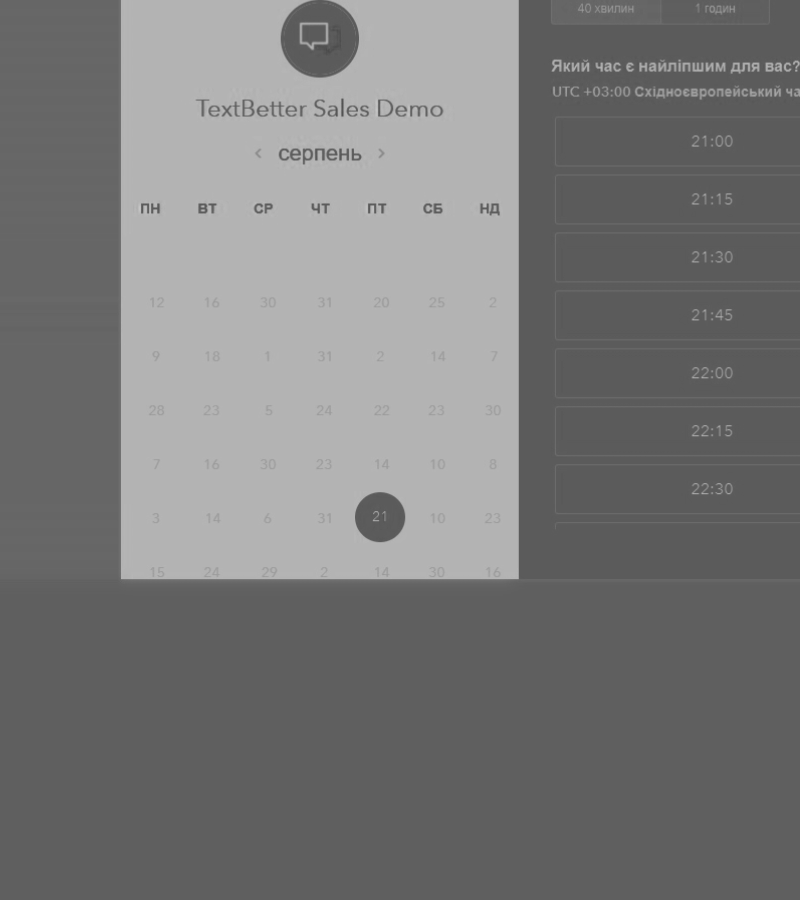 TextBetter Sales Demo
‹ серпень ›
ПН ВТ СР ЧТ ПТ СБ НД
12 16 30 31 20 25 2
9 18 1 31 2 14 7
28 23 5 24 22 23 30
7 16 30 23 14 10 8
3 14 6 31 21 10 23
15 24 29 2 14 30 16
40 хвилин 1 годин
Який час є найліпшим для вас?
UTC +03:00 Східноєвропейський ча
21:00
21:15
21:30
21:45
22:00
22:15
22:30